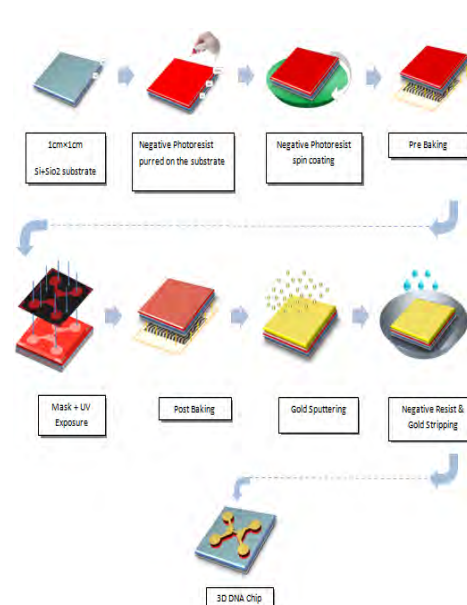 1cm×1cm
Si+Sio2 substrate
Negative Photoresist
purred on the substrate
Negative Photoresist
spin coating
Pre Baking
Mask + UV
Exposure
Post Baking
Gold Sputtering
Negative Resist &
Gold Stripping
3D DNA Chip